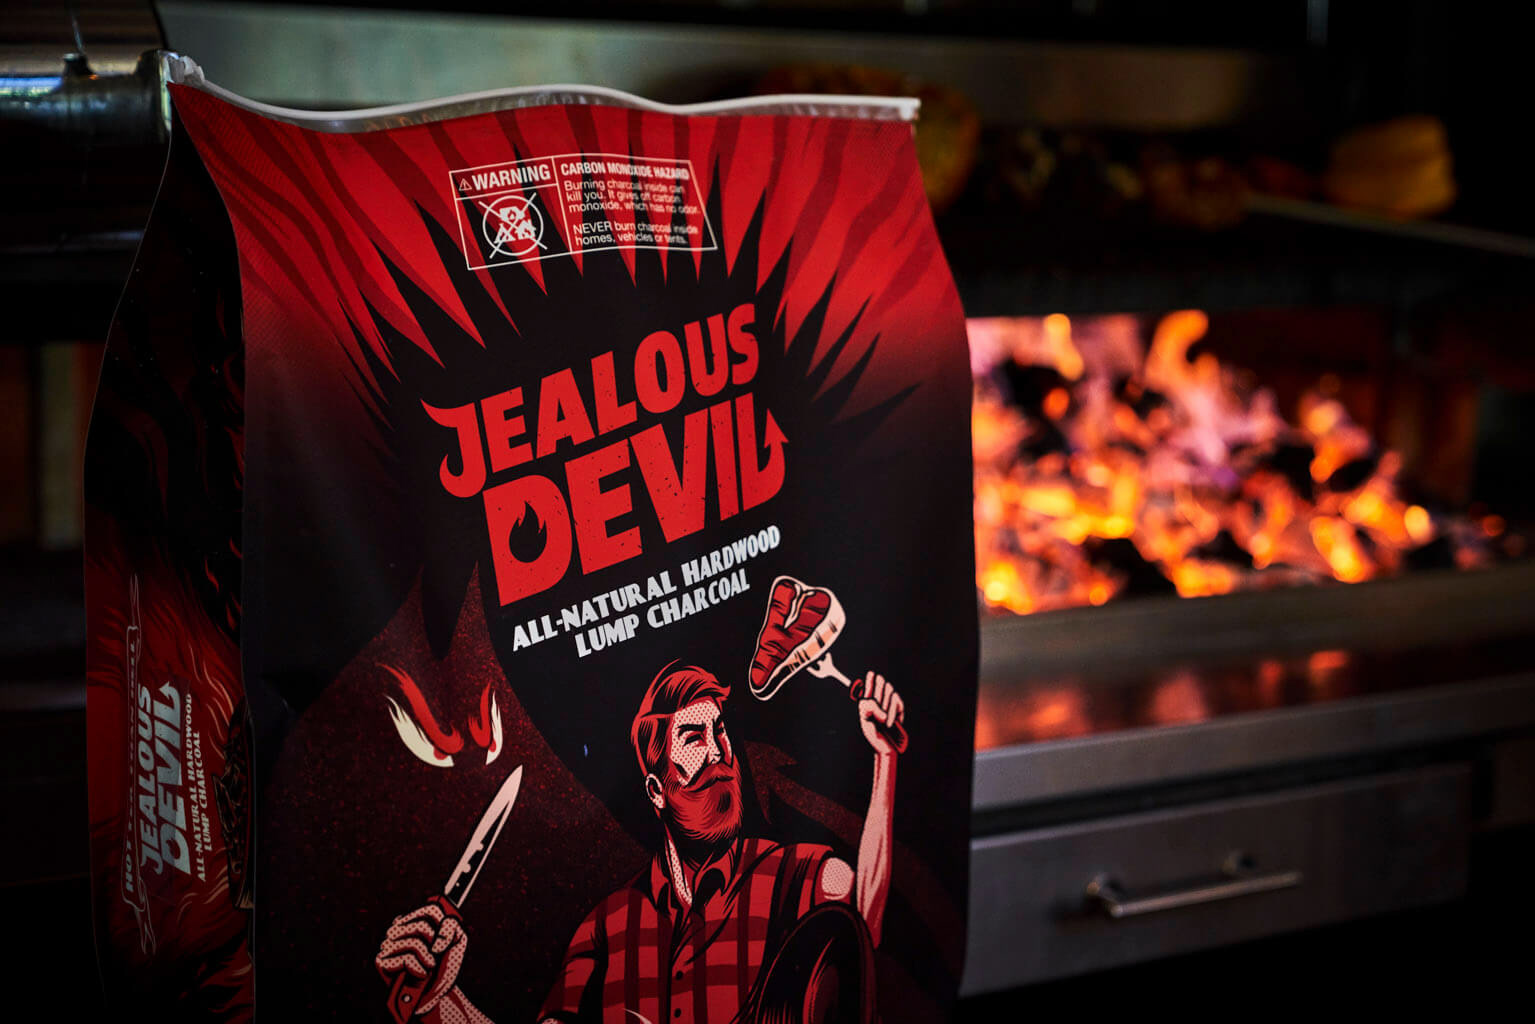 WARNING
CARBON MONOXIDE HAZARD
Burning charcoal inside can
kill you. It gives off carbon
monoxide, which has no odor.
NEVER burn charcoal inside
homes, vehicles or tents.
JEALOUS
DEVIL
ALL-NATURAL HARDWOOD
LUMP CHARCOAL
JEALOUS
DEVIL
ALL-NATURAL HARDWOOD
LUMP CHARCOAL